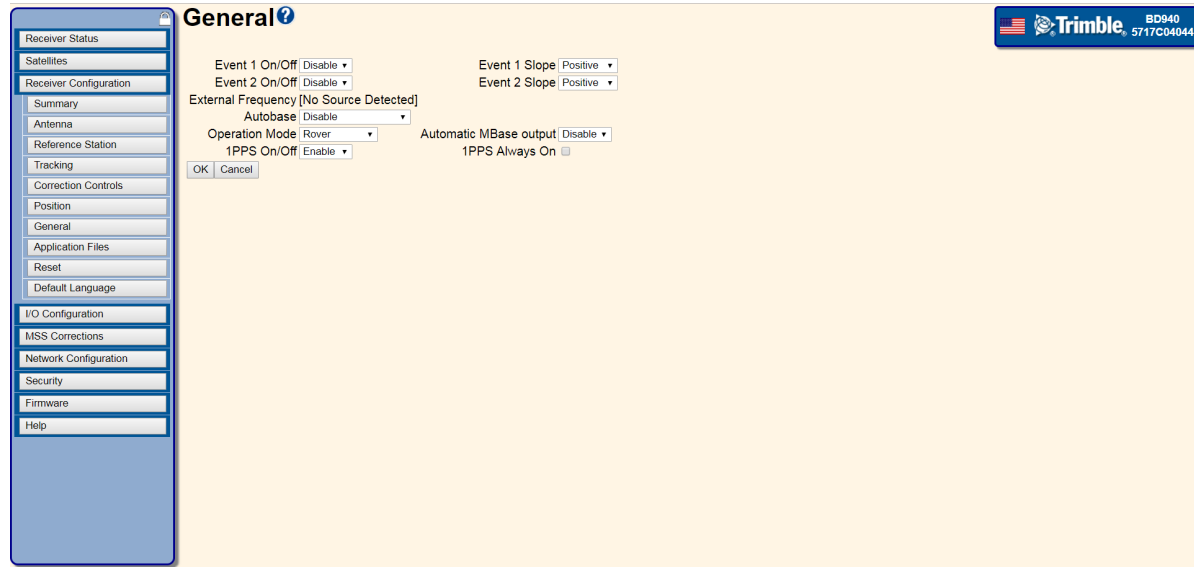 General?
Trimble® BD940
5717C04044
Receiver Status
Satellites
Receiver Configuration
Summary
Antenna
Reference Station
Tracking
Correction Controls
Position
General
Application Files
Reset
Default Language
I/O Configuration
MSS Corrections
Network Configuration
Security
Firmware
Help
Event 1 On/Off Disable Event 1 Slope Positive
Event 2 On/Off Disable Event 2 Slope Positive
External Frequency [No Source Detected]
Autobase Disable
Operation Mode Rover Automatic MBase output Disable
1PPS On/Off Enable 1PPS Always On
OK Cancel